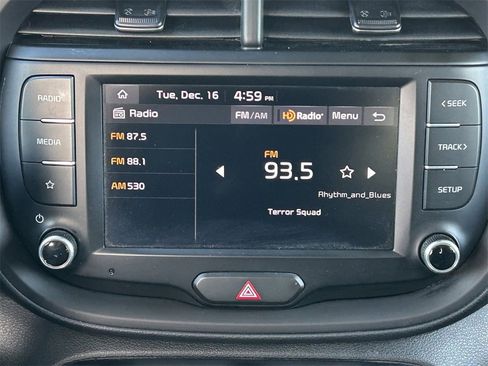 Tue, Dec. 16 4:59 PM
RADIO
Radio FM/AM HD Radio Menu
< SEEK
FM 87.5
MEDIA
FM 88.1
FM
93.5
TRACK >
AM 530
Rhythm_and_Blues
SETUP
Terror Squad